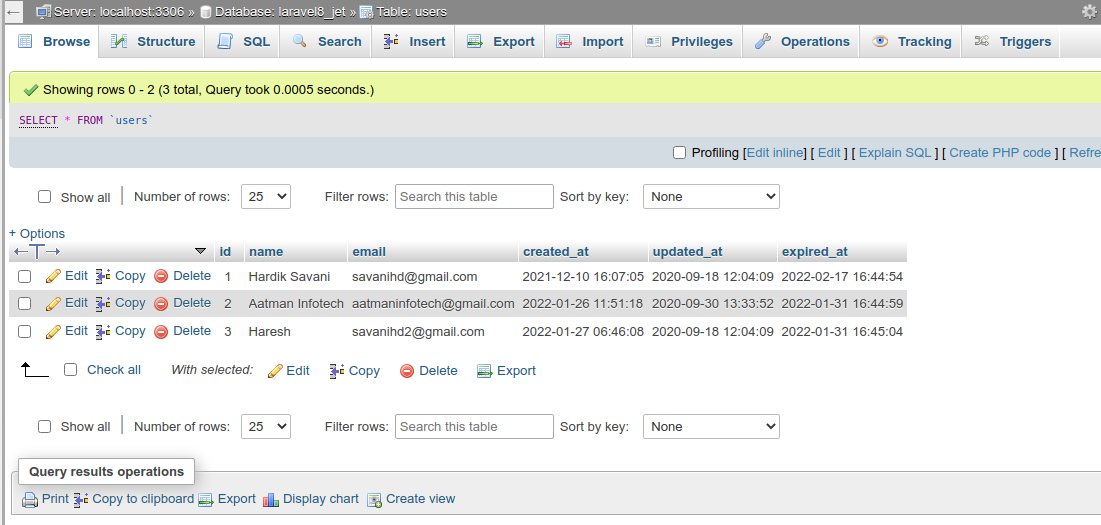 Server: localhost:3306 » Database: laravel8_jet » Table: users
Browse Structure SQL Search Insert Export Import Privileges Operations Tracking Triggers
Showing rows 0 - 2 (3 total, Query took 0.0005 seconds.)
SELECT * FROM `users`
Profiling [Edit inline] [ Edit ] [ Explain SQL ] [ Create PHP code ] [ Refre
Show all Number of rows: 25 Filter rows: Search this table Sort by key: None
+ Options
←T→ id name email created_at updated_at expired_at
Edit Copy Delete 1 Hardik Savani savanihd@gmail.com 2021-12-10 16:07:05 2020-09-18 12:04:09 2022-02-17 16:44:54
Edit Copy Delete 2 Aatman Infotech aatmaninfotech@gmail.com 2022-01-26 11:51:18 2020-09-30 13:33:52 2022-01-31 16:44:59
Edit Copy Delete 3 Haresh savanihd2@gmail.com 2022-01-27 06:46:08 2020-09-18 12:04:09 2022-01-31 16:45:04
Check all With selected: Edit Copy Delete Export
Show all Number of rows: 25 Filter rows: Search this table Sort by key: None
Query results operations
Print Copy to clipboard Export Display chart Create view